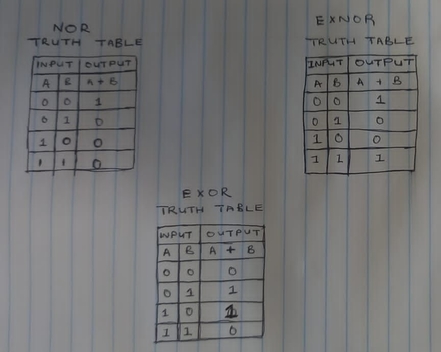 NOR
TRUTH TABLE
INPUT OUTPUT
A B A + B
0 0 1
0 1 0
1 0 0
1 1 0
EXNOR
TRUTH TABLE
INPUT OUTPUT
A B A + B
0 0 1
0 1 0
1 0 0
1 1 1
EXOR
TRUTH TABLE
INPUT OUTPUT
A B A + B
0 0 0
0 1 1
1 0 1
1 1 0